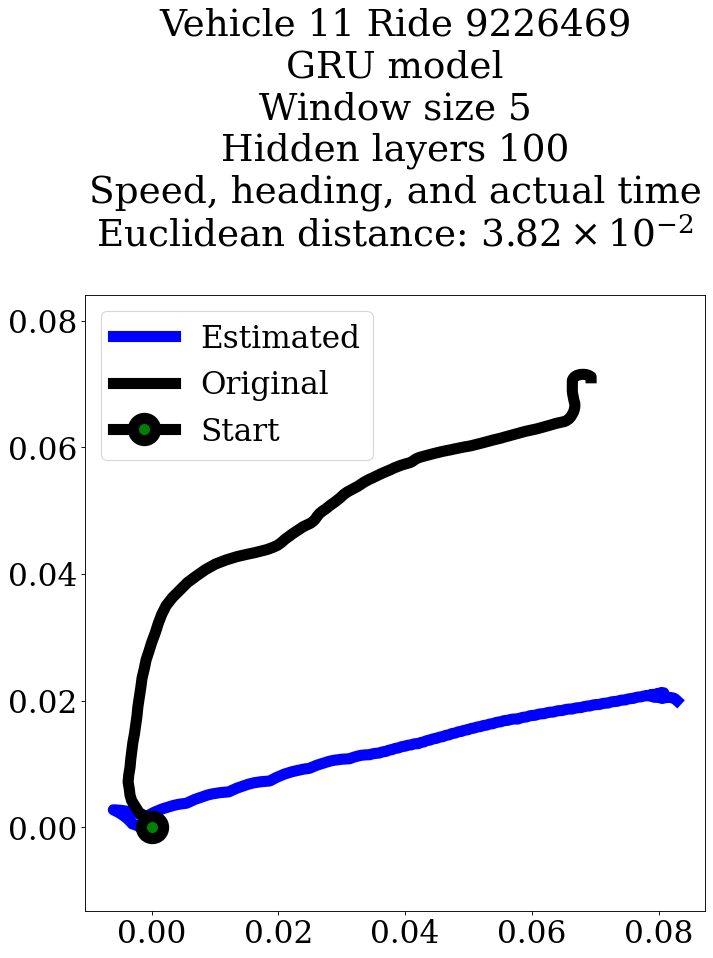 Vehicle 11 Ride 9226469
GRU model
Window size 5
Hidden layers 100
Speed, heading, and actual time
Euclidean distance: 3.82 × 10⁻²
Estimated
Original
Start
0.08
0.06
0.04
0.02
0.00
0.00 0.02 0.04 0.06 0.08